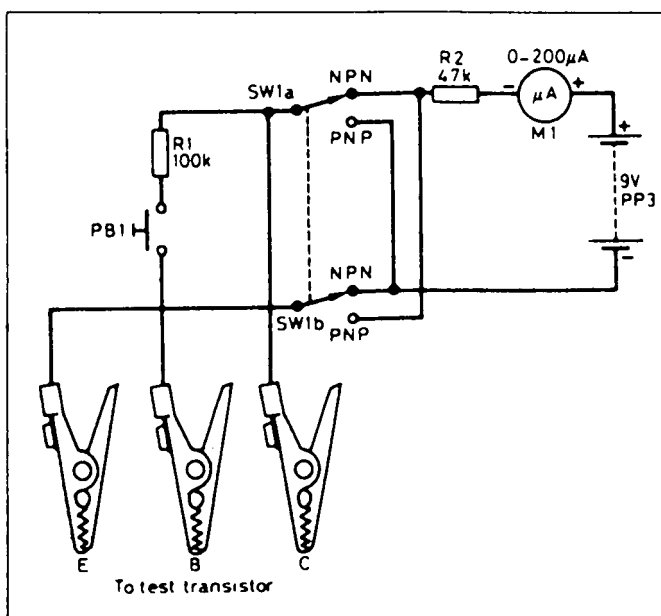 0-200µA
R2
47k
NPN
SW1a
- µA +
M1
PNP
+
R1
100k
9V
PP3
PB1
NPN
-
SW1b
PNP
E B C
To test transistor